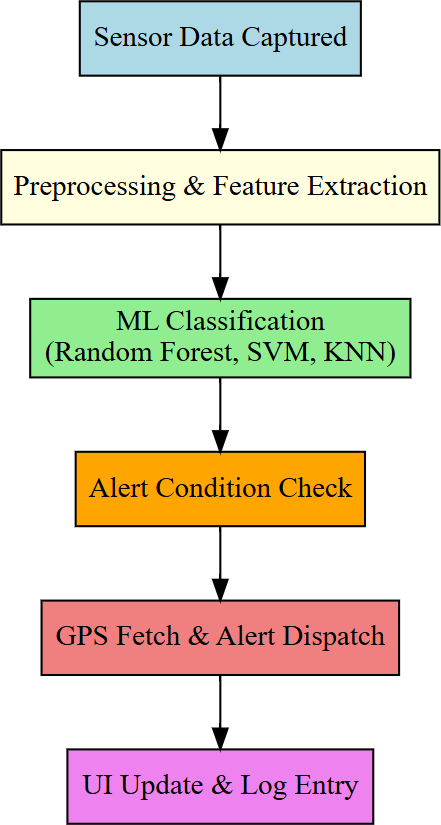 Sensor Data Captured
Preprocessing & Feature Extraction
ML Classification
(Random Forest, SVM, KNN)
Alert Condition Check
GPS Fetch & Alert Dispatch
UI Update & Log Entry